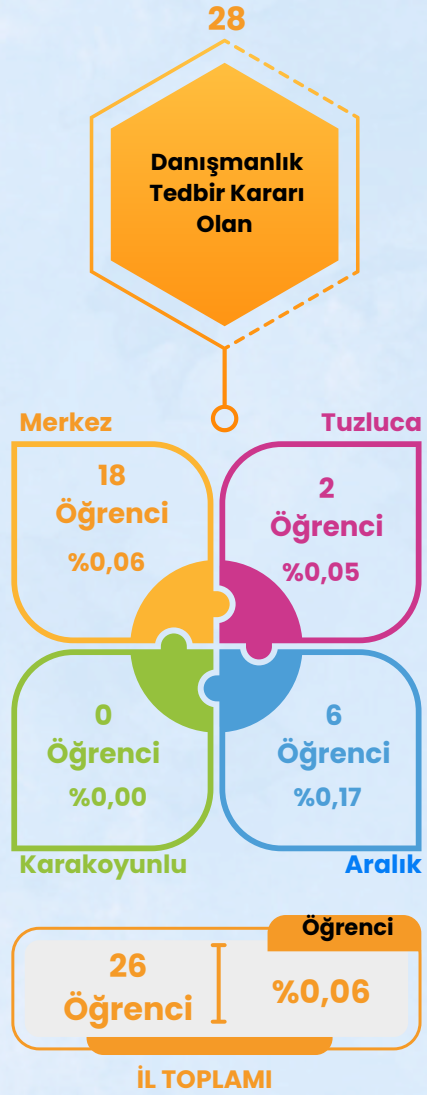 28
Danışmanlık
Tedbir Kararı
Olan
Merkez
18
Öğrenci
%0,06
Tuzluca
2
Öğrenci
%0,05
0
Öğrenci
%0,00
Karakoyunlu
6
Öğrenci
%0,17
Aralık
Öğrenci
26
Öğrenci
%0,06
İL TOPLAMI